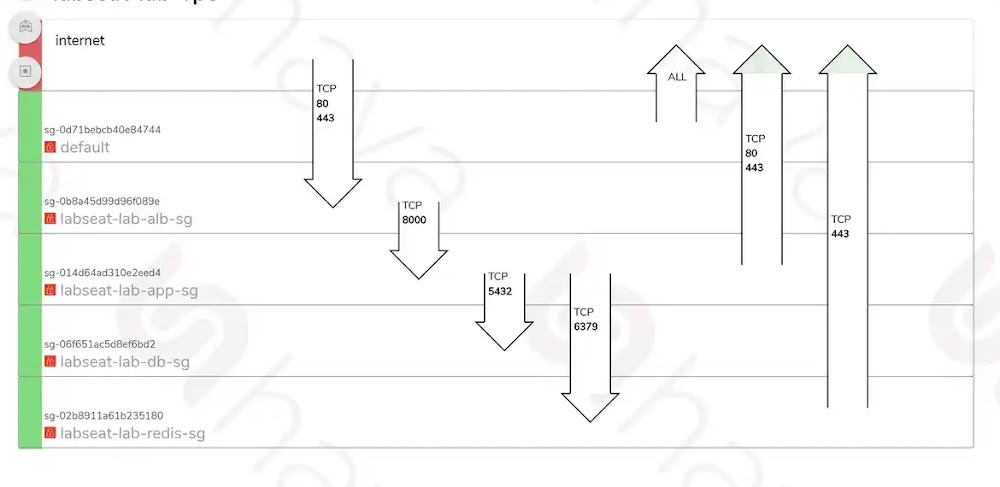 internet
TCP
80
443
ALL
sg-0d71bebcb40e84744
default
TCP
80
443
sg-0b8a45d99d96f089e
labseat-lab-alb-sg
TCP
8000
TCP
443
sg-014d64ad310e2eed4
labseat-lab-app-sg
TCP
5432
TCP
6379
sg-06f651ac5d8ef6bd2
labseat-lab-db-sg
sg-02b8911a61b235180
labseat-lab-redis-sg